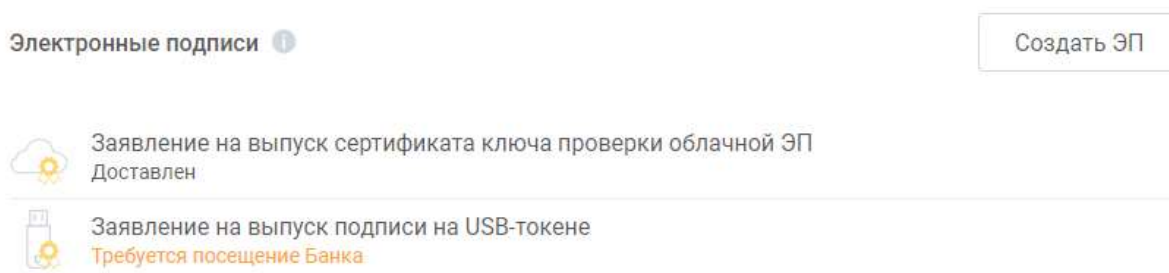 Электронные подписи
Создать ЭП
Заявление на выпуск сертификата ключа проверки облачной ЭП
Доставлен
Заявление на выпуск подписи на USB-токене
Требуется посещение Банка